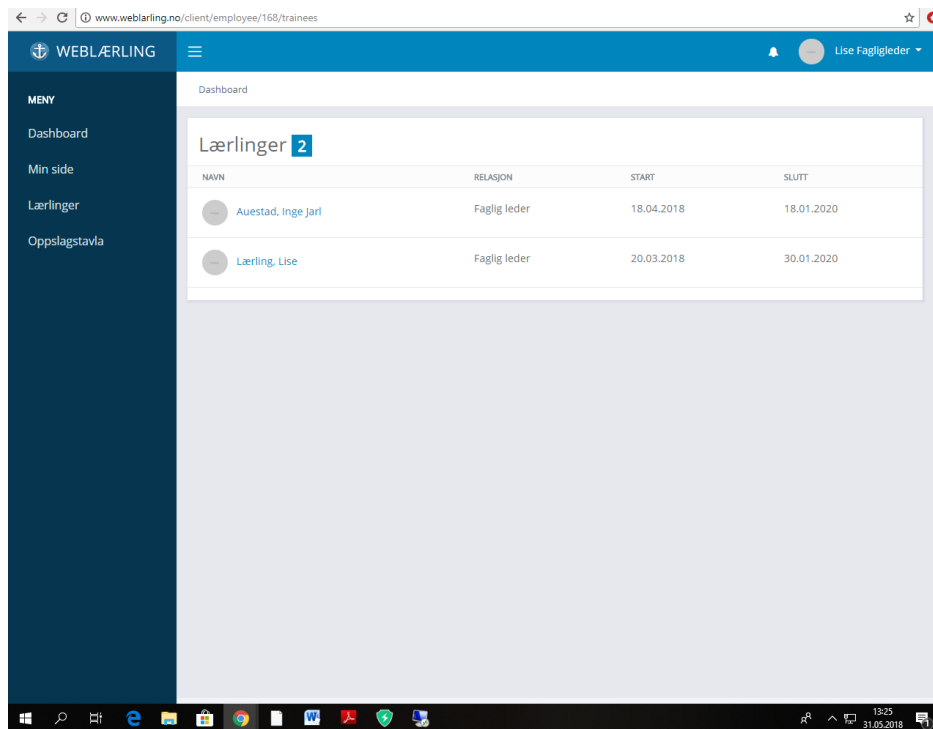 www.weblarling.no/client/employee/168/trainees
WEBLÆRLING
Lise Fagligleder
MENY
Dashboard
Min side
Lærlinger
Oppslagstavla
Dashboard
Lærlinger 2
NAVN RELASJON START SLUTT
Auestad, Inge Jarl Faglig leder 18.04.2018 18.01.2020
Lærling, Lise Faglig leder 20.03.2018 30.01.2020
13:25
31.05.2018